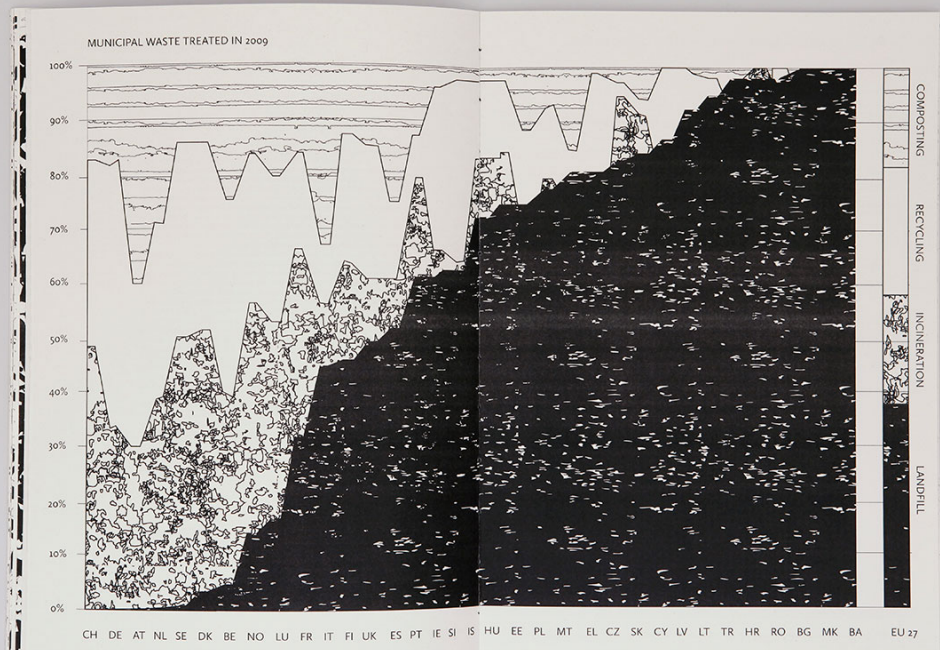 MUNICIPAL WASTE TREATED IN 2009
100%
90%
80%
70%
60%
50%
40%
30%
20%
10%
0%
CH DE AT NL SE DK BE NO LU FR IT FI UK ES PT IE SI IS HU EE PL MT EL CZ SK CY LV LT TR HR RO BG MK BA EU 27
COMPOSTING
RECYCLING
INCINERATION
LANDFILL